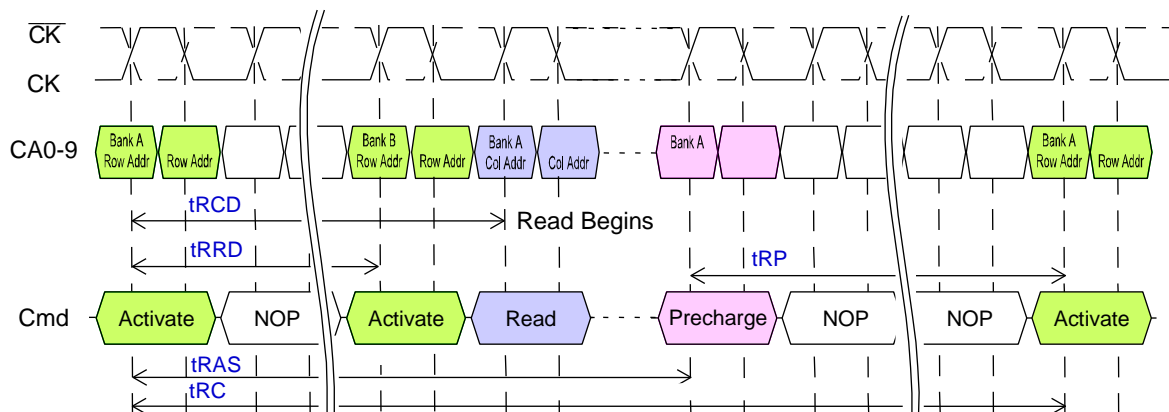 CK
CK
CA0-9
Bank A
Row Addr
Row Addr
Bank B
Row Addr
Row Addr
Bank A
Col Addr
Col Addr
Bank A
Bank A
Row Addr
Row Addr
tRCD
Read Begins
tRRD
tRP
Cmd
Activate
NOP
Activate
Read
Precharge
NOP
NOP
Activate
tRAS
tRC